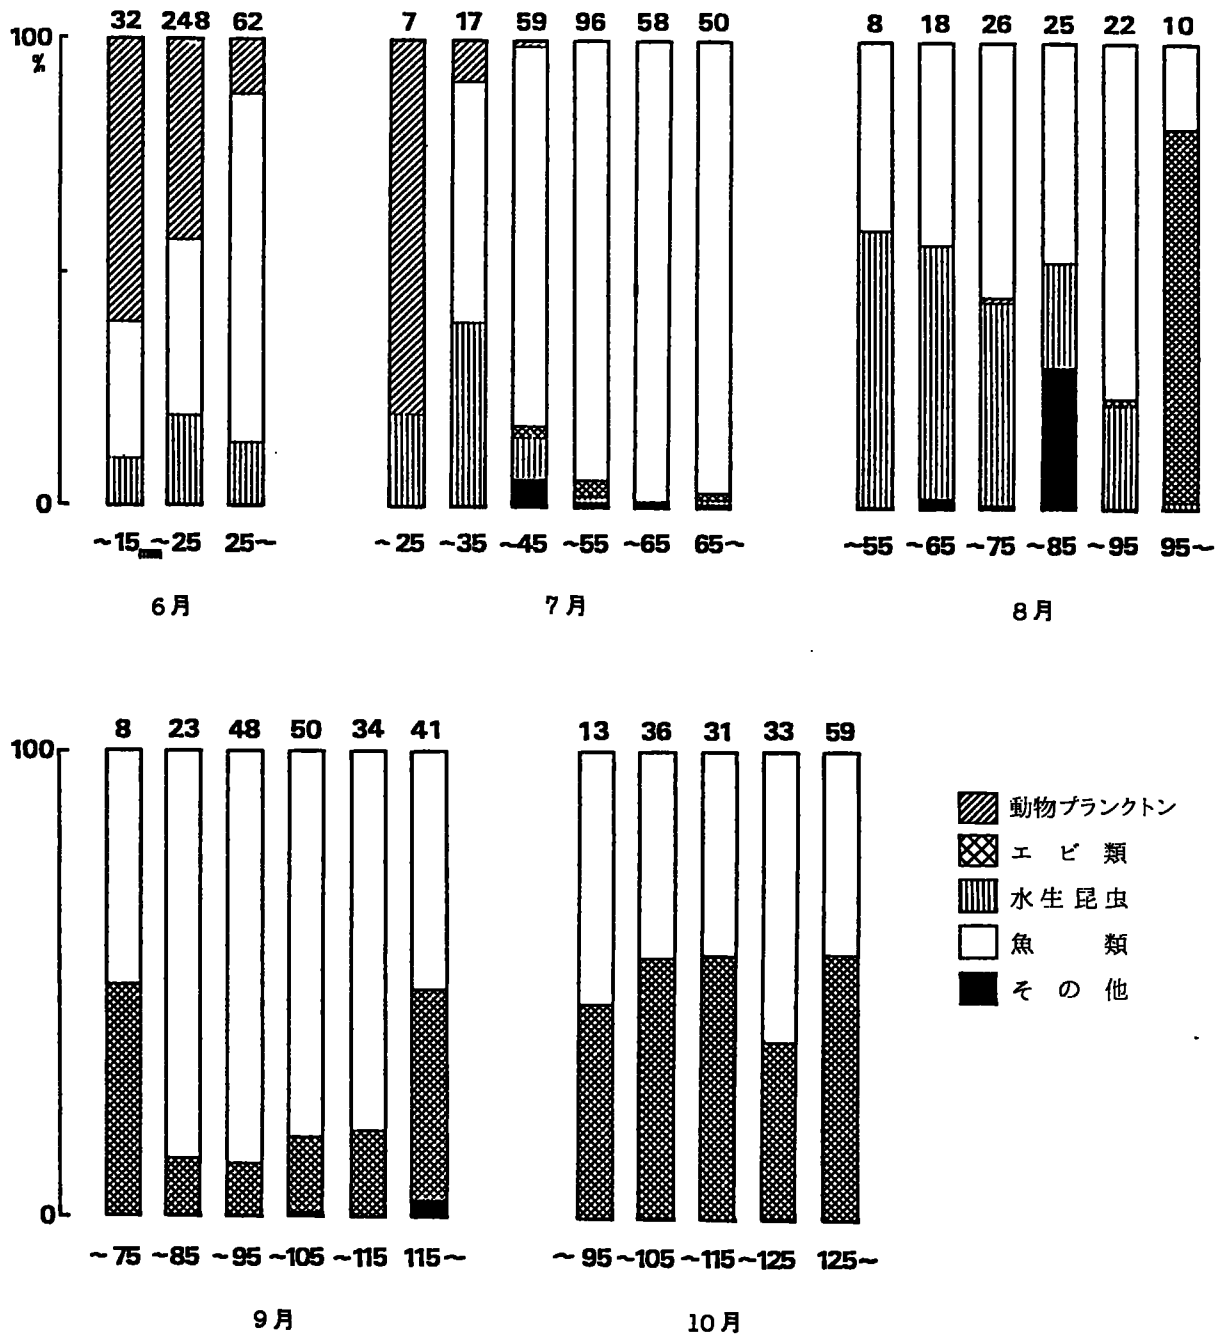 32 248 62 7 17 59 96 58 50 8 18 26 25 22 10
100
%
0
~15mm ~25 25~ ~25 ~35 ~45 ~55 ~65 65~ ~55 ~65 ~75 ~85 ~95 95~
6月 7月 8月
8 23 48 50 34 41 13 36 31 33 59
100
動物プランクトン
エビ類
水生昆虫
魚類
その他
0
~75 ~85 ~95 ~105 ~115 115~ ~95 ~105 ~115 ~125 125~
9月 10月